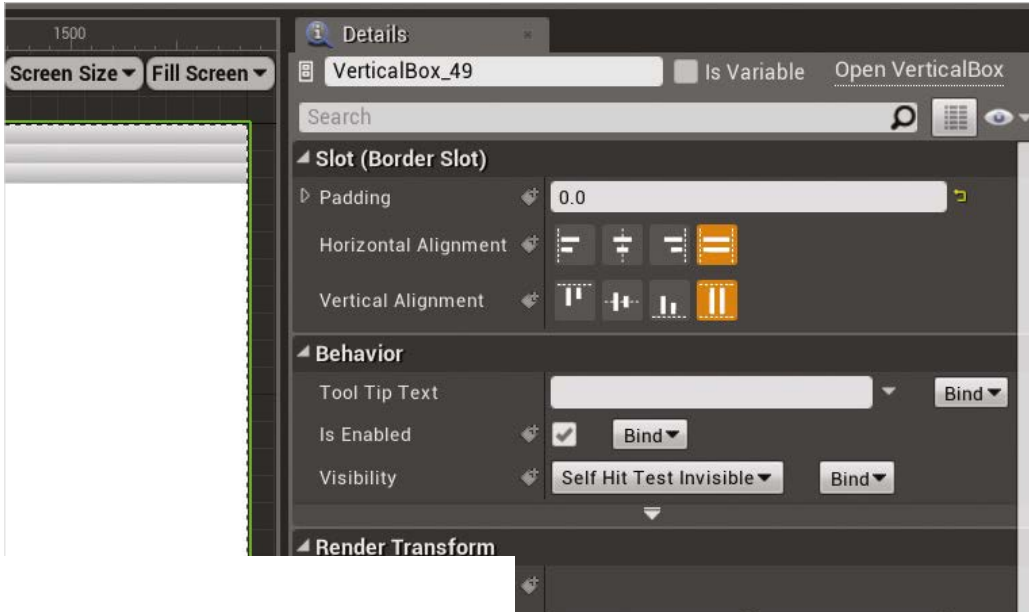 1500
Screen Size Fill Screen
Details
VerticalBox_49 Is Variable Open VerticalBox
Search
Slot (Border Slot)
Padding 0.0
Horizontal Alignment
Vertical Alignment
Behavior
Tool Tip Text Bind
Is Enabled Bind
Visibility Self Hit Test Invisible Bind
Render Transform